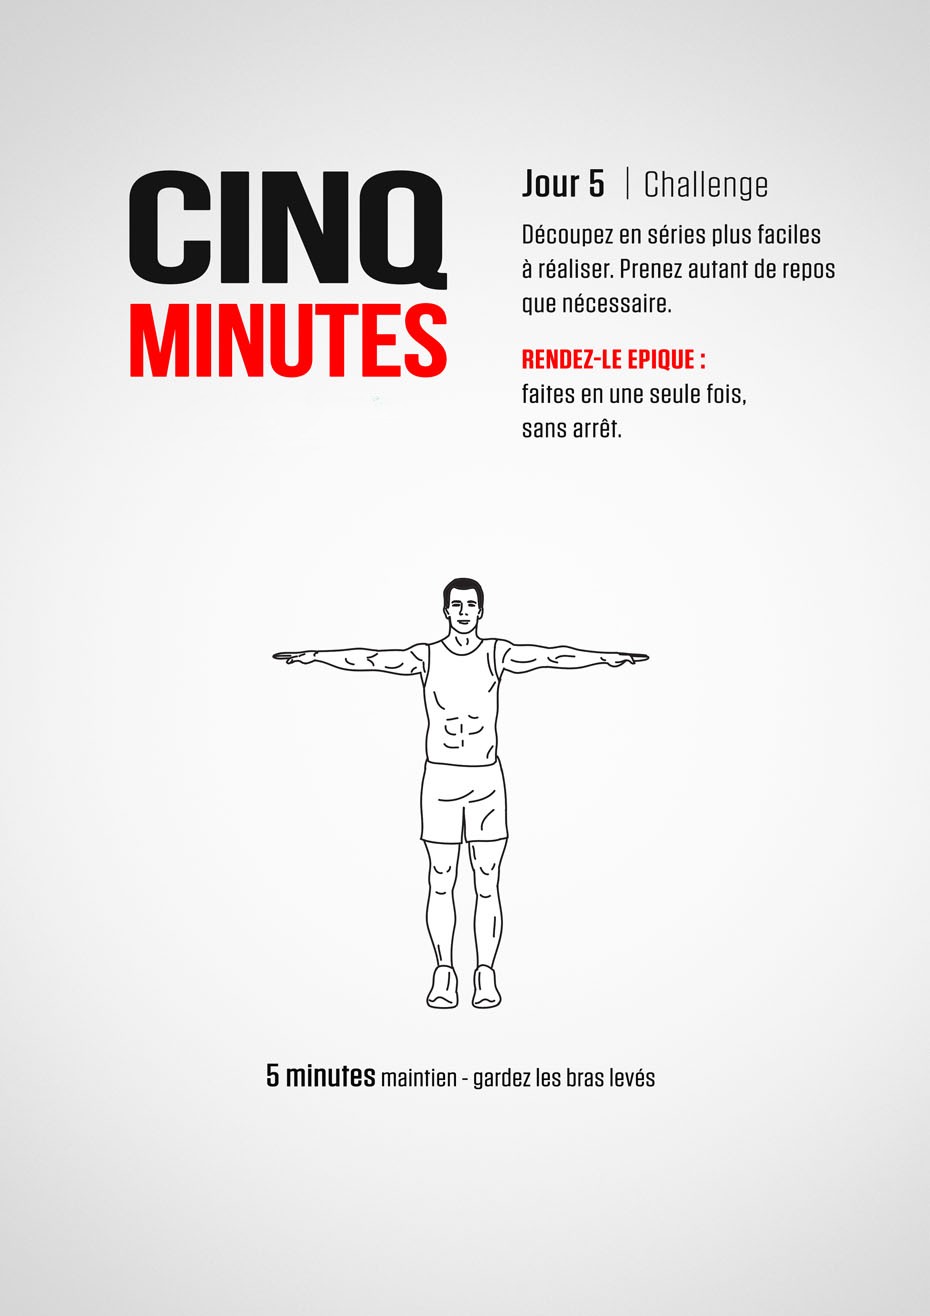 CINQ
MINUTES
Jour 5 | Challenge
Découpez en séries plus faciles
à réaliser. Prenez autant de repos
que nécessaire.
RENDEZ-LE EPIQUE :
faites en une seule fois,
sans arrêt.
5 minutes maintien - gardez les bras levés